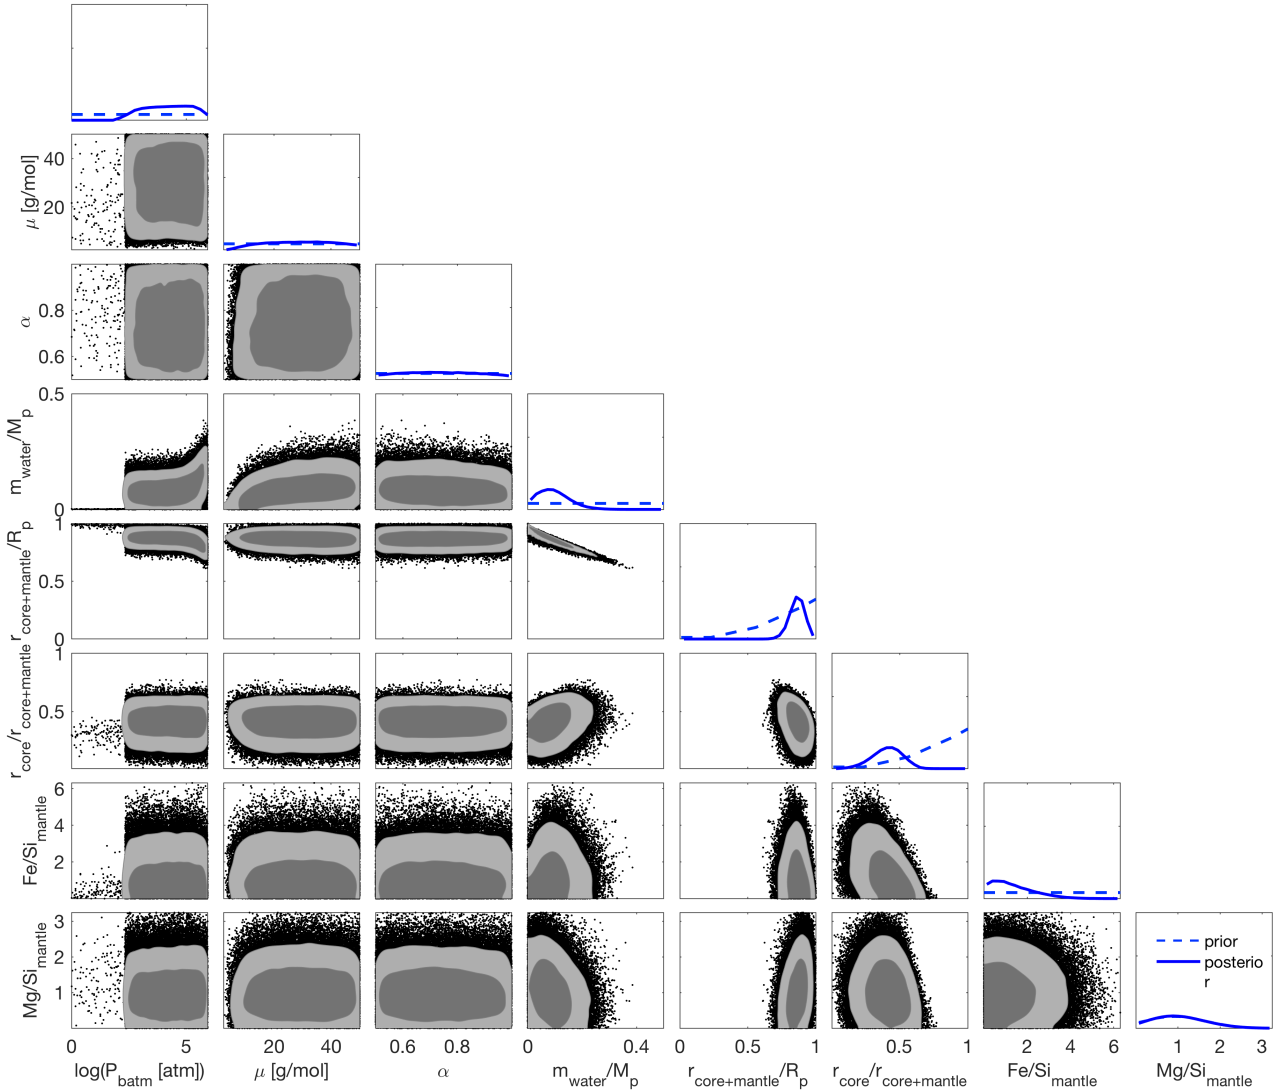 μ [g/mol]
40
20
α
0.8
0.6
m_water/M_p
0.5
0
r_core+mantle/R_p
1
0.5
0
r_core/r_core+mantle
1
0.5
Fe/Si_mantle
6
4
2
Mg/Si_mantle
3
2
1
prior
posterio
r
0 5
20 40
0.6 0.8
0 0.4
0 0.5 1
0.5 1
2 4 6
1 2 3
log(P_batm [atm])
μ [g/mol]
α
m_water/M_p
r_core+mantle/R_p
r_core/r_core+mantle
Fe/Si_mantle
Mg/Si_mantle